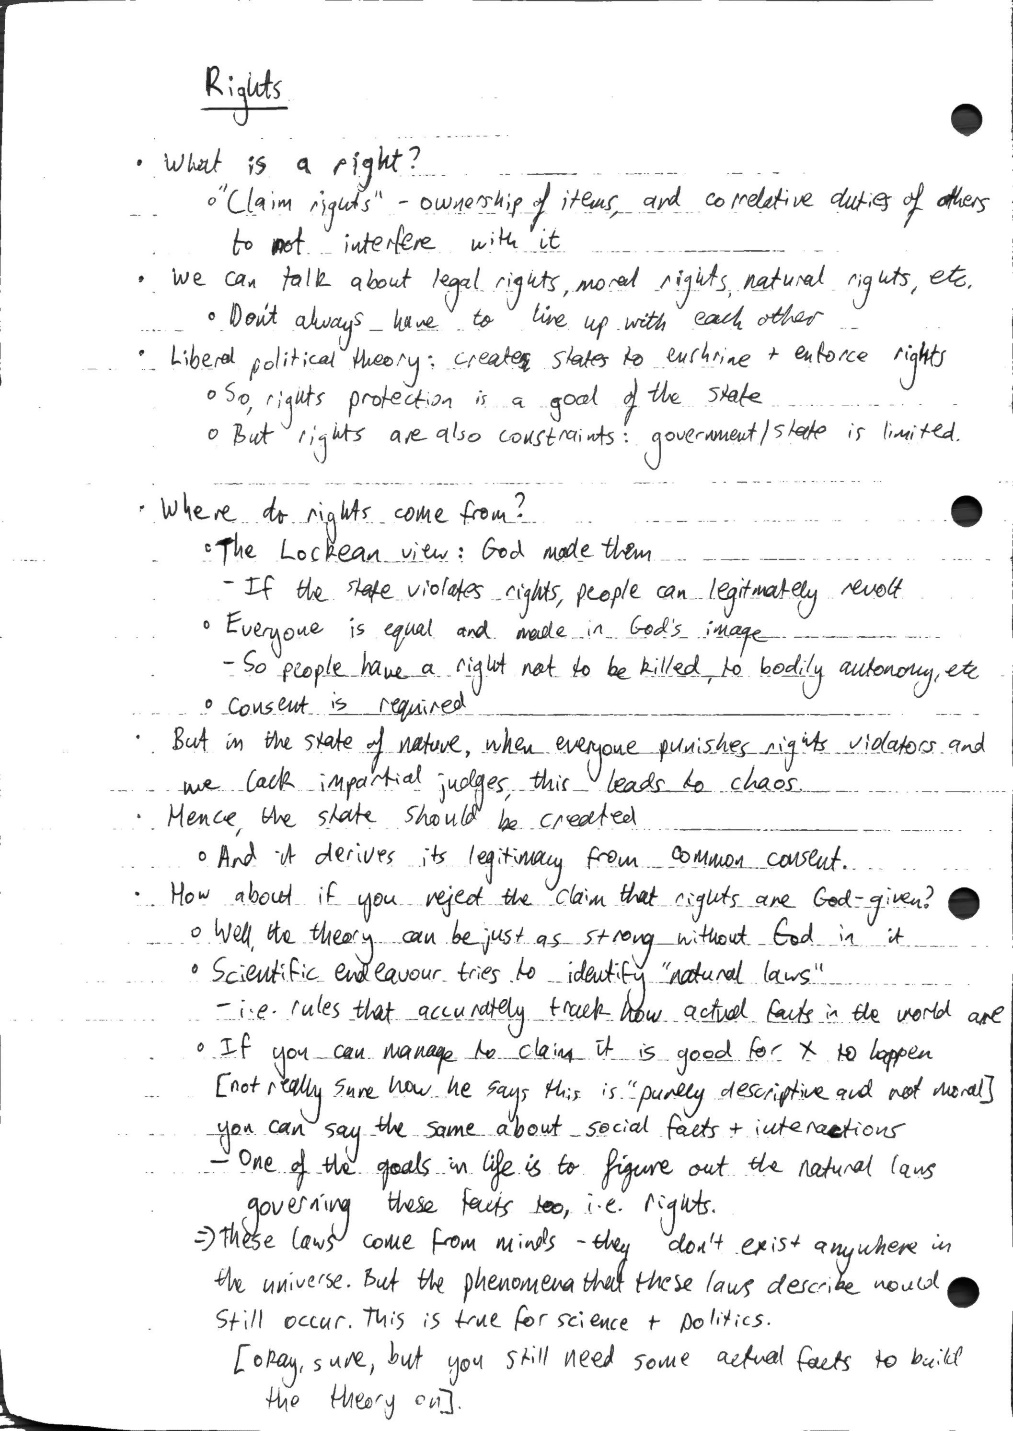 Rights
• What is a right?
◦ "Claim rights" - ownership of items, and correlative duties of others
to not interfere with it
• We can talk about legal rights, moral rights, natural rights, etc.
◦ Don't always have to line up with each other
• Liberal political theory: creates states to enshrine + enforce rights
◦ So, rights protection is a goal of the state
◦ But rights are also constraints: government/state is limited.
• Where do rights come from?
◦ The Lockean view: God made them
- If the state violates rights, people can legitmately revolt
◦ Everyone is equal and made in God's image
- So people have a right not to be killed, to bodily autonomy, etc
◦ Consent is required
• But in the state of nature, when everyone punishes rights violators and
we lack impartial judges, this leads to chaos.
• Hence, the state should be created
◦ And it derives its legitimacy from common consent.
• How about if you reject the claim that rights are God-given?
◦ Well, the theory can be just as strong without God in it
◦ Scientific endeavour tries to identify "natural laws"
- i.e. rules that accurately track how actual facts in the world are
◦ If you can manage to claim it is good for X to happen
[not really sure how he says this is "purely descriptive and not moral]
you can say the same about social facts + interactions
- One of the goals in life is to figure out the natural laws
governing these facts too, i.e. rights.
⇒ These laws come from minds - they don't exist anywhere in
the universe. But the phenomena that these laws describe would
still occur. This is true for science + politics.
[okay, sure, but you still need some actual facts to build
the theory on].